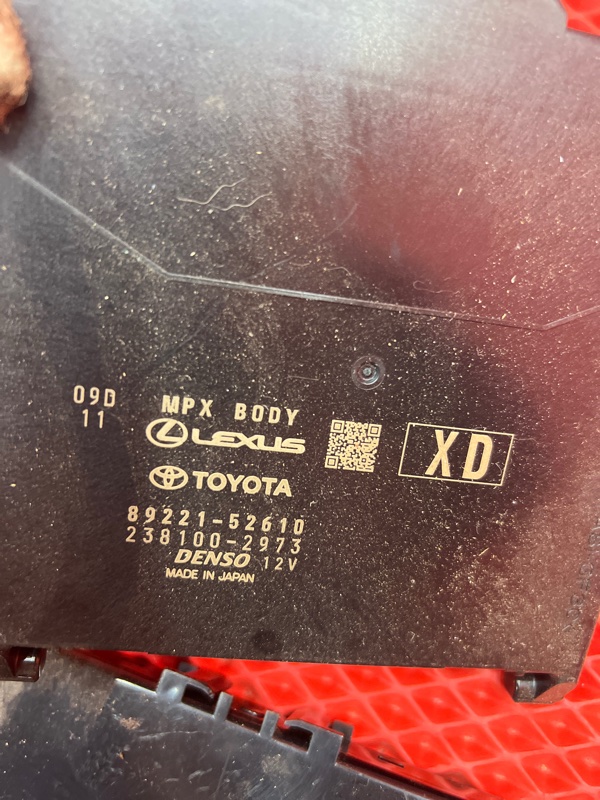 09D
11
MPX BODY
LEXUS
XD
TOYOTA
89221-52610
238100-2973
DENSO 12V
MADE IN JAPAN